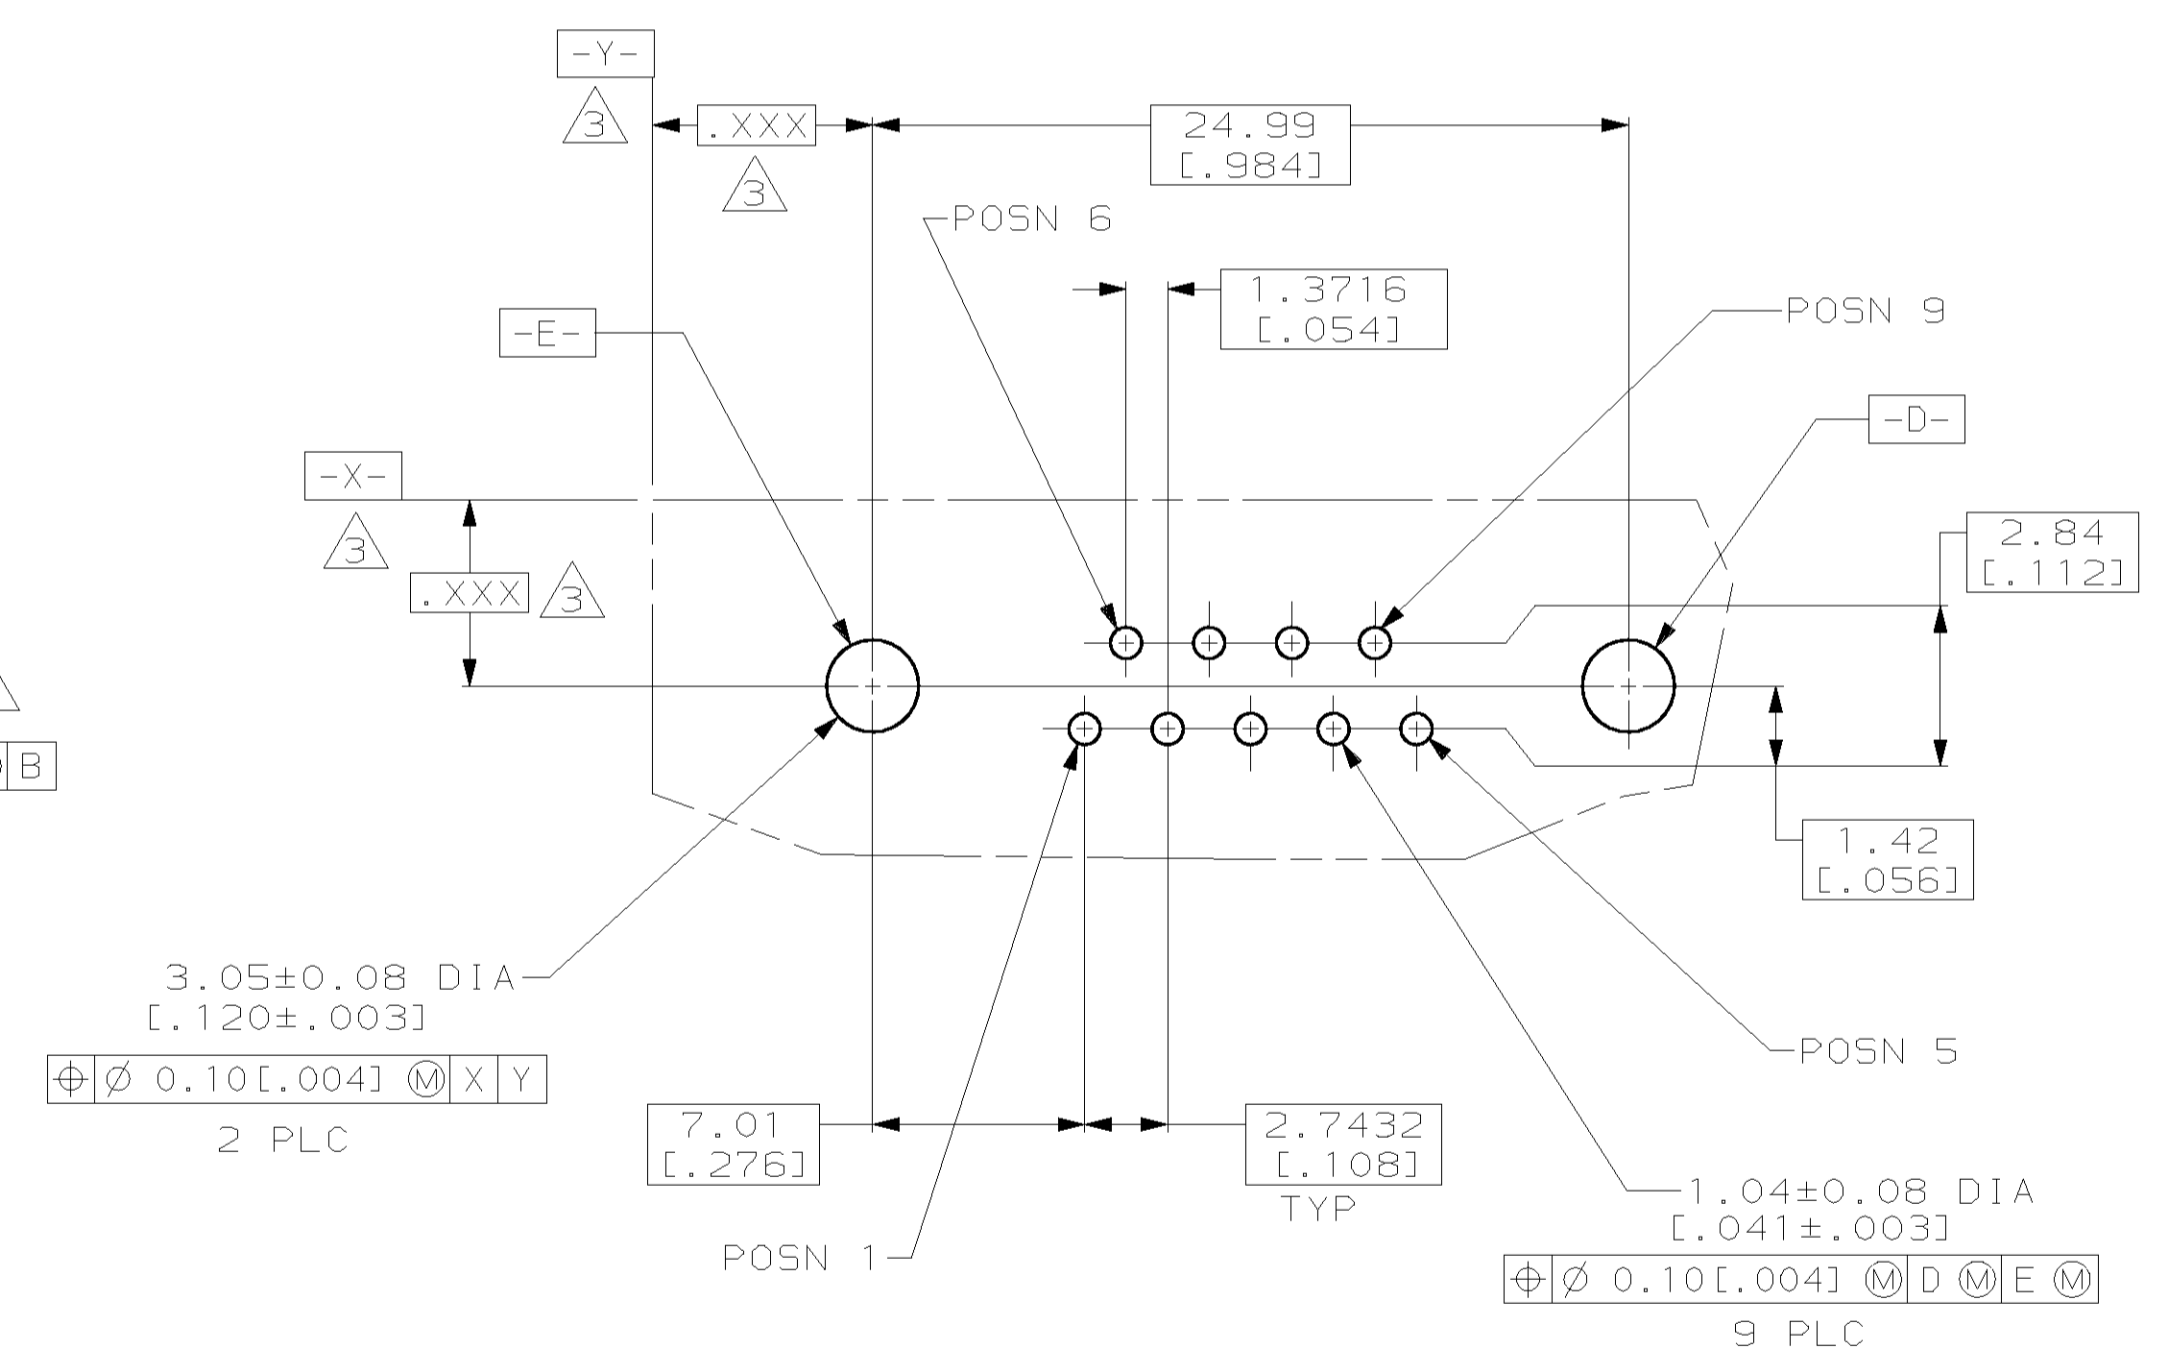 -Y-
3
.XXX
3
24.99
[.984]
POSN 6
1.3716
[.054]
POSN 9
-E-
-D-
-X-
3
.XXX
3
2.84
[.112]
B
1.42
[.056]
3.05±0.08 DIA
[.120±.003]
⌖ Ø 0.10[.004] Ⓜ X Y
2 PLC
POSN 5
7.01
[.276]
2.7432
[.108]
TYP
POSN 1
1.04±0.08 DIA
[.041±.003]
⌖ Ø 0.10[.004] Ⓜ D Ⓜ E Ⓜ
9 PLC